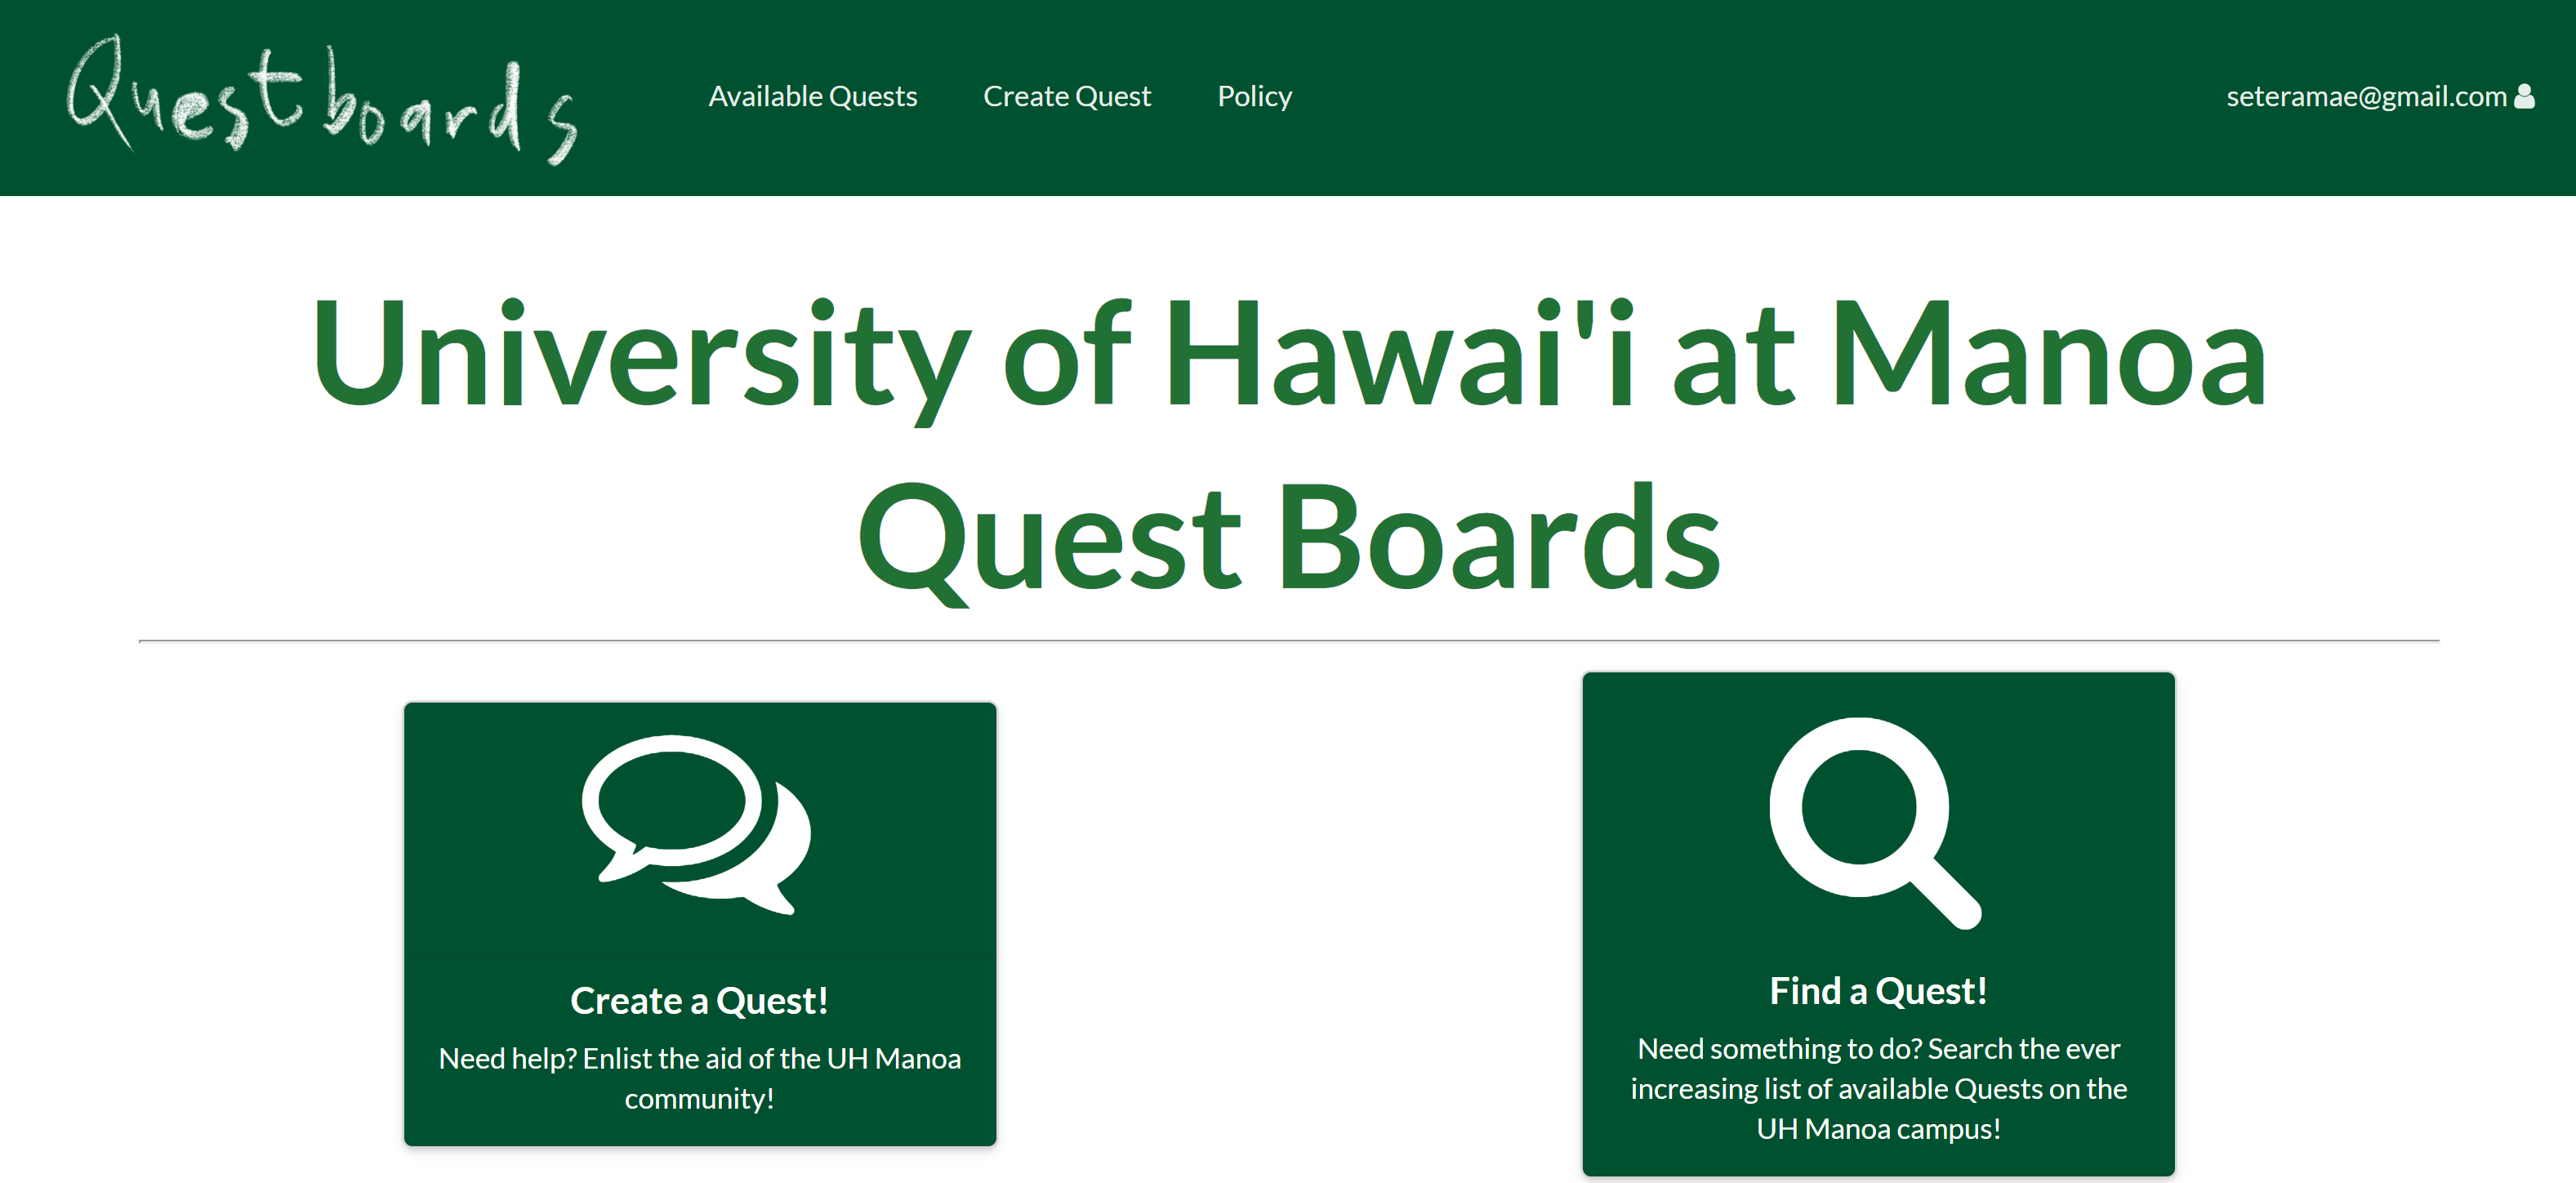 Questboards
Available Quests
Create Quest
Policy
seteramae@gmail.com
University of Hawai'i at Manoa
Quest Boards
Create a Quest!
Need help? Enlist the aid of the UH Manoa
community!
Find a Quest!
Need something to do? Search the ever
increasing list of available Quests on the
UH Manoa campus!